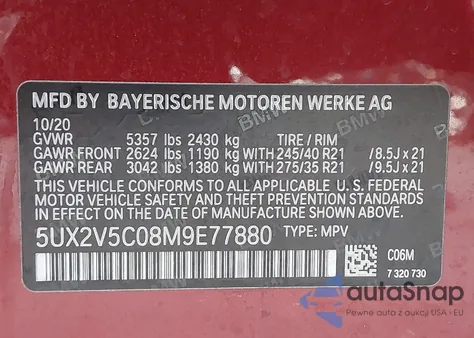 MFD BY BAYERISCHE MOTOREN WERKE AG
10/20
GVWR 5357 lbs 2430 kg TIRE / RIM
GAWR FRONT 2624 lbs 1190 kg WITH 245/40 R21 /8.5J x 21
GAWR REAR 3042 lbs 1380 kg WITH 275/35 R21 /9.5J x 21
THIS VEHICLE CONFORMS TO ALL APPLICABLE U. S. FEDERAL
MOTOR VEHICLE SAFETY AND THEFT PREVENTION STANDARDS
IN EFFECT ON THE DATE OF MANUFACTURE SHOWN ABOVE.
5UX2V5C08M9E77880 TYPE: MPV
C06M
7 320 730
autoSnap
Pewne auta z aukcji USA i EU